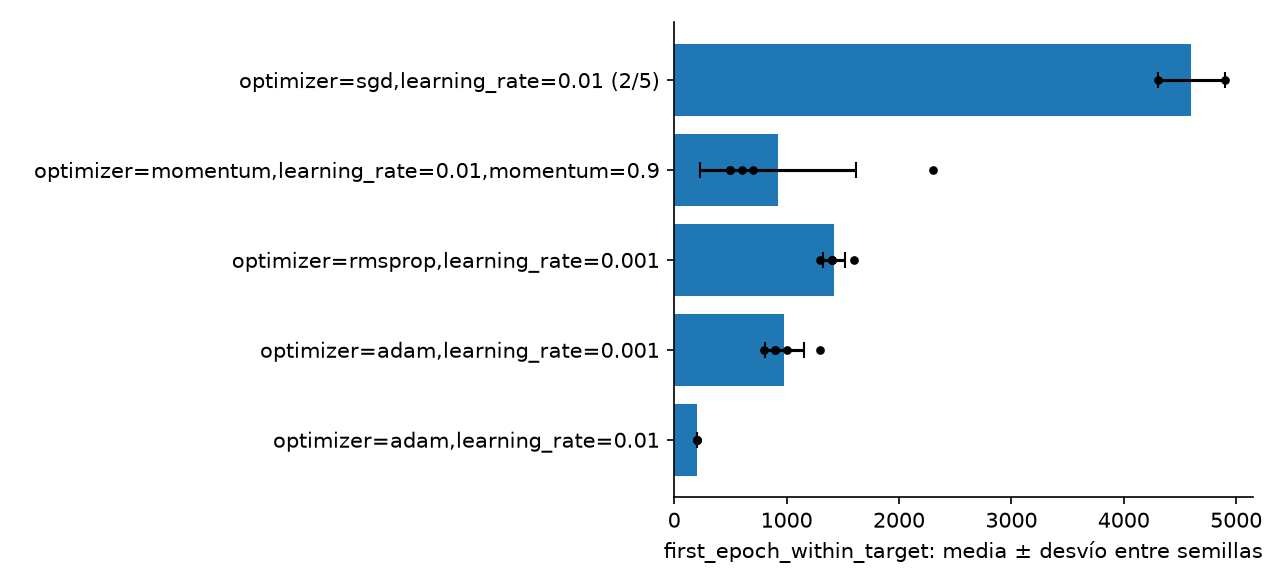 optimizer=sgd,learning_rate=0.01 (2/5)
optimizer=momentum,learning_rate=0.01,momentum=0.9
optimizer=rmsprop,learning_rate=0.001
optimizer=adam,learning_rate=0.001
optimizer=adam,learning_rate=0.01
0 1000 2000 3000 4000 5000
first_epoch_within_target: media ± desvío entre semillas